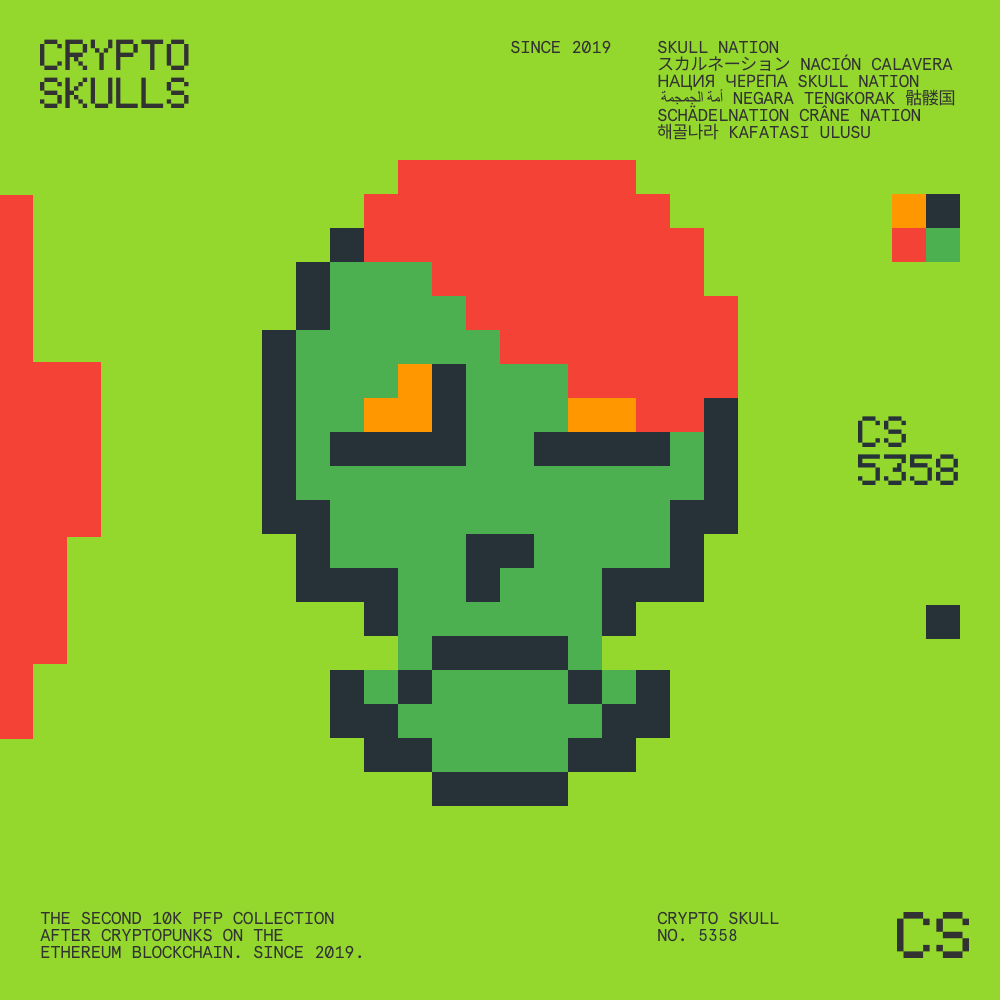 CRYPTO
SKULLS
SINCE 2019
SKULL NATION
スカルネーション NACIÓN CALAVERA
НАЦИЯ ЧЕРЕПА SKULL NATION
أمة الجمجمة NEGARA TENGKORAK 骷髅国
SCHÄDELNATION CRÂNE NATION
해골나라 KAFATASI ULUSU
CS
5358
THE SECOND 10K PFP COLLECTION
AFTER CRYPTOPUNKS ON THE
ETHEREUM BLOCKCHAIN. SINCE 2019.
CRYPTO SKULL
NO. 5358
CS